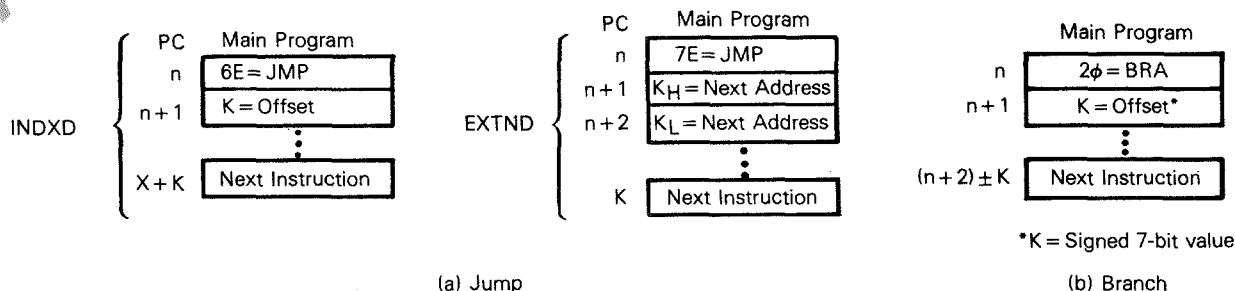 INDXD
PC Main Program
n 6E = JMP
n + 1 K = Offset
X + K Next Instruction
EXTND
PC Main Program
n 7E = JMP
n + 1 KH = Next Address
n + 2 KL = Next Address
K Next Instruction
(a) Jump
Main Program
n 2ϕ = BRA
n + 1 K = Offset*
(n + 2) ± K Next Instruction
*K = Signed 7-bit value
(b) Branch